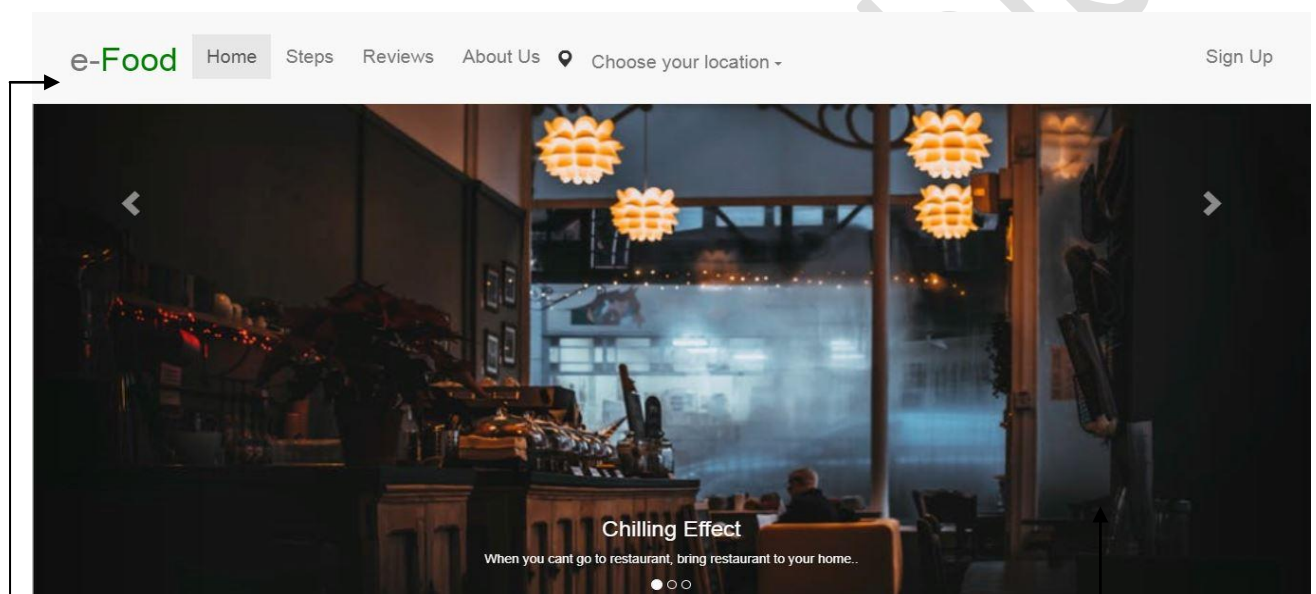 e-Food Home Steps Reviews About Us Choose your location Sign Up
Chilling Effect
When you cant go to restaurant, bring restaurant to your home..